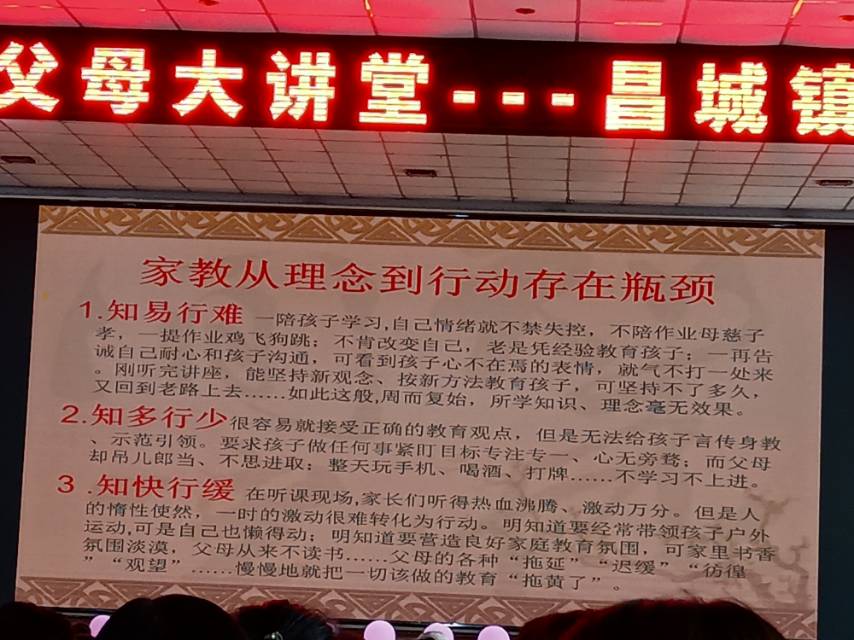 父母大讲堂---昌城镇
家教从理念到行动存在瓶颈
1.知易行难 一陪孩子学习,自己情绪就不禁失控，不陪作业母慈子
孝，一提作业鸡飞狗跳：不肯改变自己，老是凭经验教育孩子；一再告
诫自己耐心和孩子沟通，可看到孩子心不在焉的表情，就气不打一处来
。刚听完讲座，能坚持新观念、按新方法教育孩子，可坚持不了多久，
又回到老路上去……如此这般,周而复始，所学知识、理念毫无效果。
2.知多行少很容易就接受正确的教育观点，但是无法给孩子言传身教
、示范引领。要求孩子做任何事紧盯目标专注专一、心无旁骛；而父母
却吊儿郎当、不思进取：整天玩手机、喝酒、打牌……不学习不上进。
3 .知快行缓 在听课现场,家长们听得热血沸腾、激动万分。但是人
的惰性使然，一时的激动很难转化为行动。明知道要经常带领孩子户外
运动,可是自己也懒得动；明知道要营造良好家庭教育氛围，可家里书香
氛围淡漠，父母从来不读书……父母的各种“拖延”“迟缓”“彷徨
”“观望”……慢慢地就把一切该做的教育“拖黄了”。